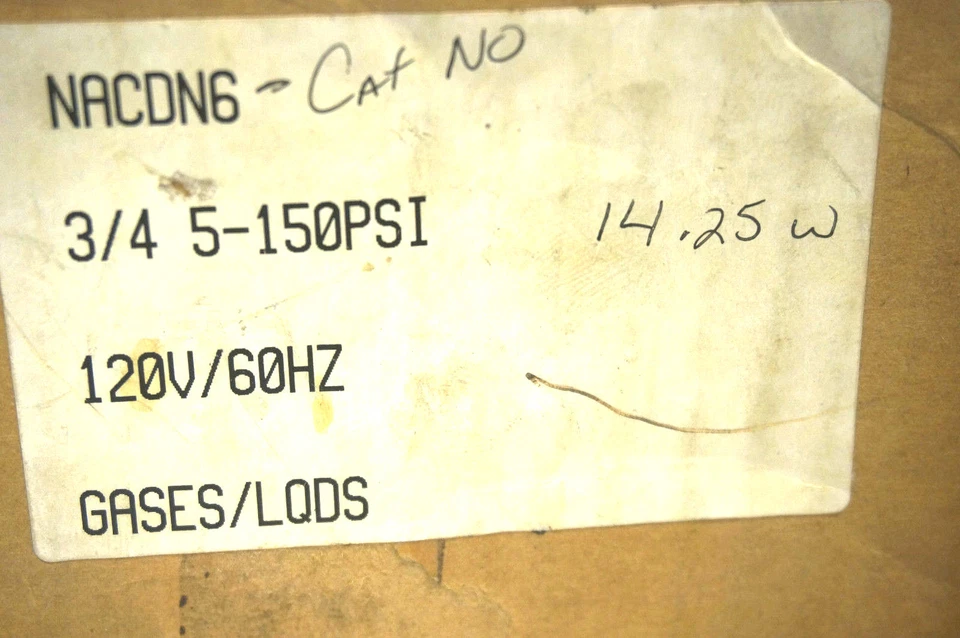 NACDN6 - Cat NO
3/4 5-150PSI 14.25 W
120V/60HZ
GASES/LQDS